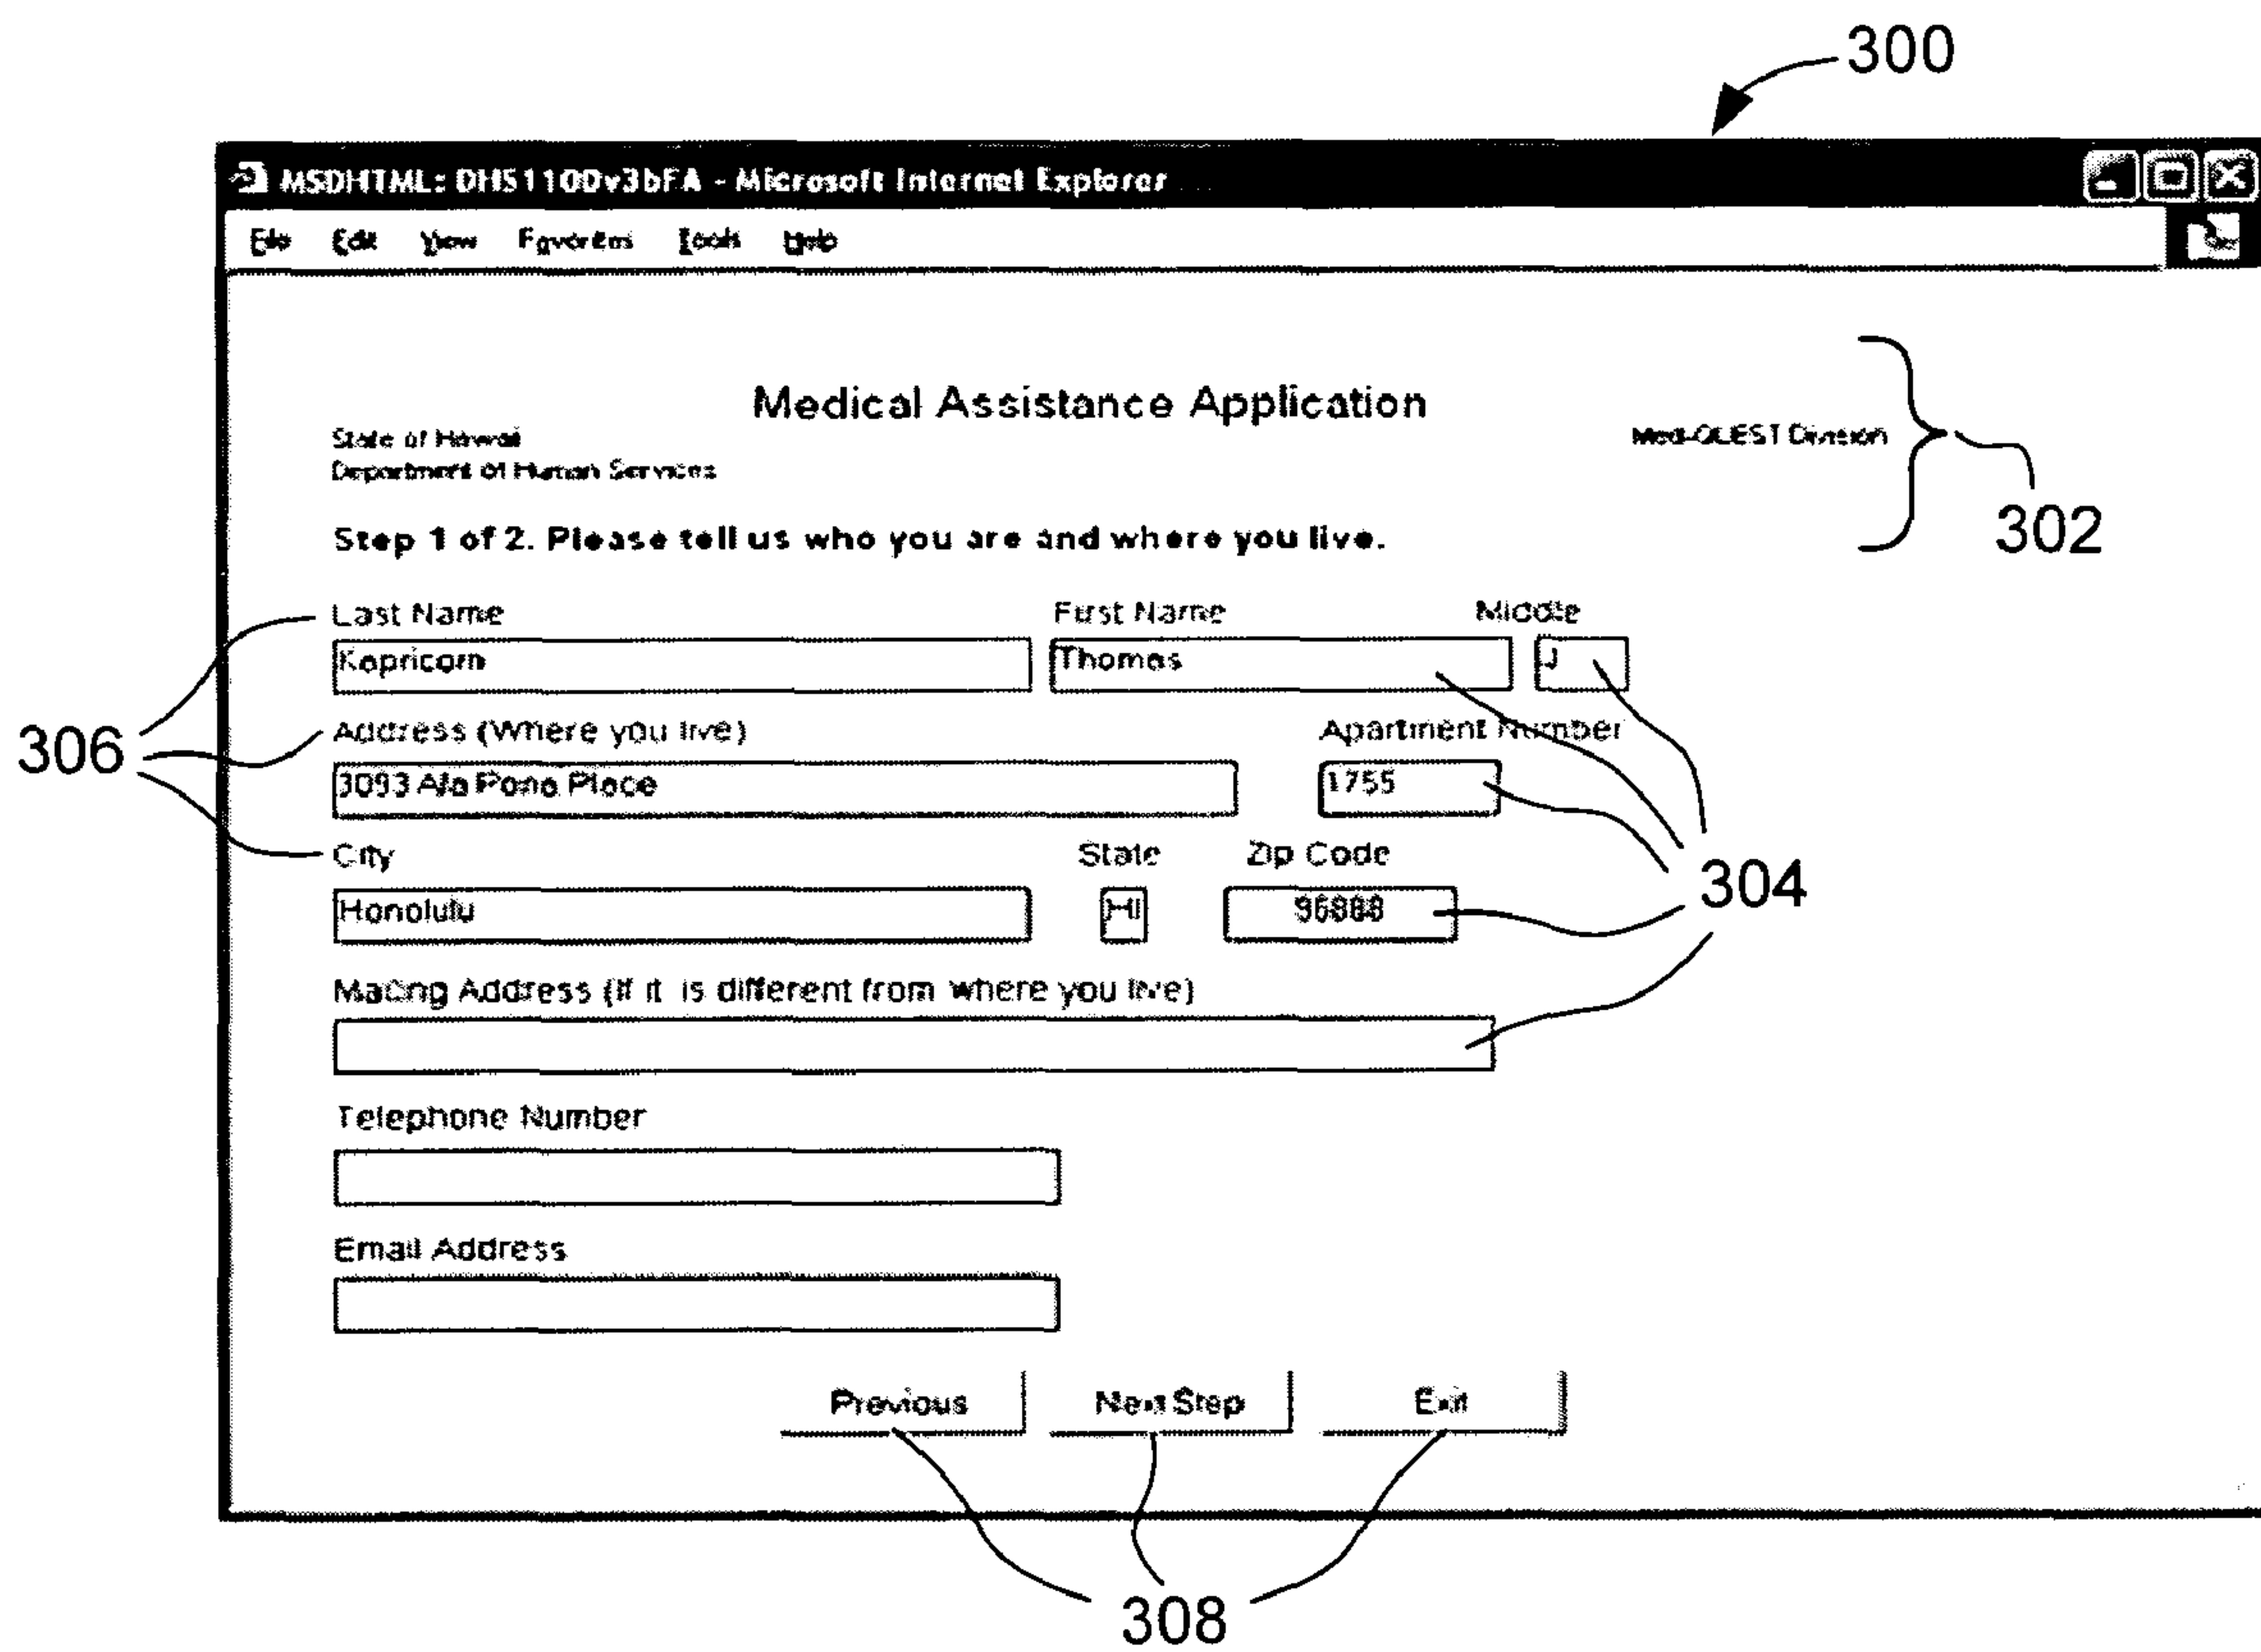 300
MSDHTML: DHS1100v3bFA - Microsoft Internet Explorer
File Edit View Favorites Tools Help
Medical Assistance Application
State of Hawaii
Med-QUEST Division
Department of Human Services
302
Step 1 of 2. Please tell us who you are and where you live.
Last Name First Name Middle
Kapricorn Thomas J
306
Address (Where you live) Apartment Number
3093 Ala Pona Place 1755
City State Zip Code
304
Honolulu HI 96888
Mailing Address (If it is different from where you live)
Telephone Number
Email Address
Previous Next Step Exit
308